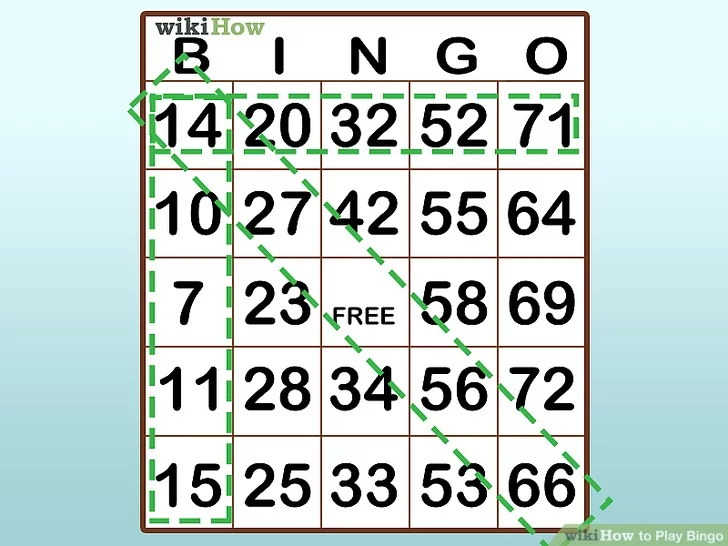 wikiHow
B I N G O
14 20 32 52 71
10 27 42 55 64
7 23 FREE 58 69
11 28 34 56 72
15 25 33 53 66
wikiHow to Play Bingo